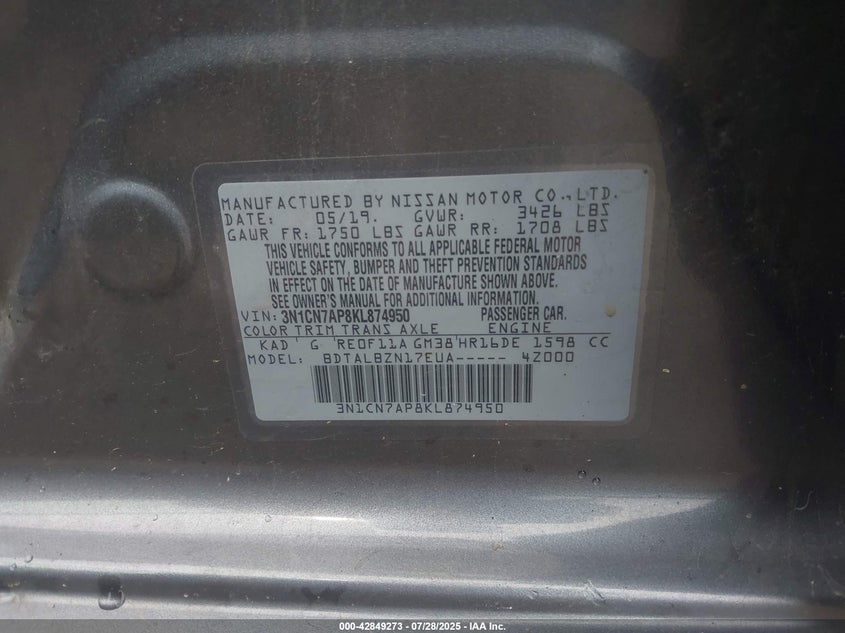 MANUFACTURED BY NISSAN MOTOR CO., LTD.
DATE: 05/19. GVWR: 3426 LBS
GAWR FR: 1750 LBS GAWR RR: 1708 LBS
THIS VEHICLE CONFORMS TO ALL APPLICABLE FEDERAL MOTOR
VEHICLE SAFETY, BUMPER AND THEFT PREVENTION STANDARDS
IN EFFECT ON THE DATE OF MANUFACTURE SHOWN ABOVE.
SEE OWNER'S MANUAL FOR ADDITIONAL INFORMATION.
VIN: 3N1CN7AP8KL874950 PASSENGER CAR.
COLOR TRIM TRANS AXLE ENGINE
KAD ' G ' RE0F11A GM38 ' HR16DE 1598 CC
MODEL: BDTALBZN17EUA----- 4Z000
3N1CN7AP8KL874950
000-42849273 - 07/28/2025 - IAA Inc.